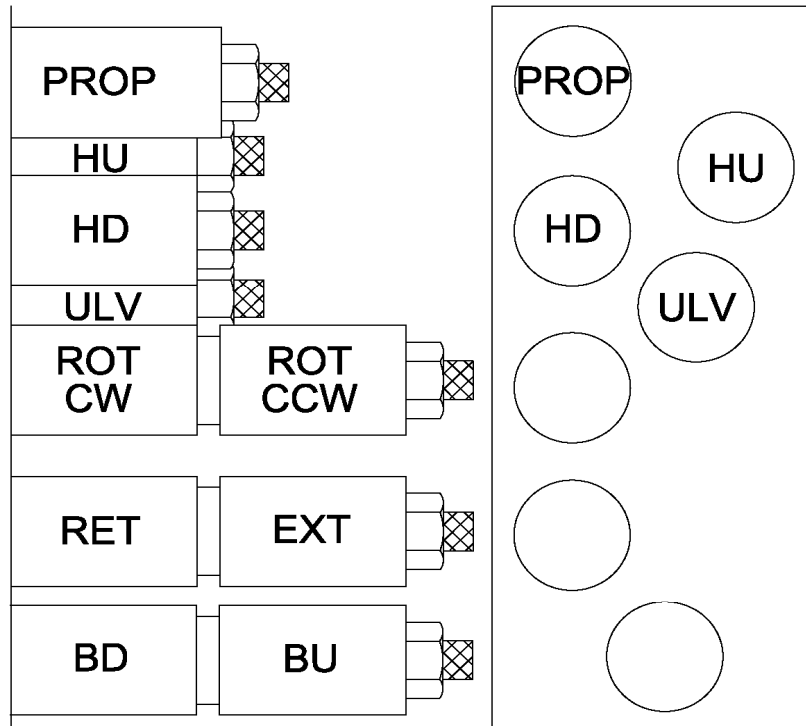 PROP
HU
HD
ULV
ROT
CW
ROT
CCW
RET
EXT
BD
BU
PROP
HU
HD
ULV